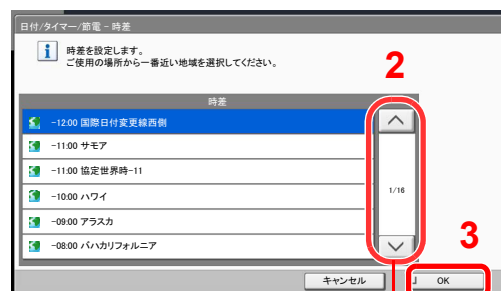 日付/タイマー/節電 - 時差
時差を設定します。
ご使用の場所から一番近い地域を選択してください。
2
時差
-12:00 国際日付変更線西側
-11:00 サモア
-11:00 協定世界時-11
-10:00 ハワイ
-09:00 アラスカ
-08:00 バハカリフォルニア
1/16
3
キャンセル
OK